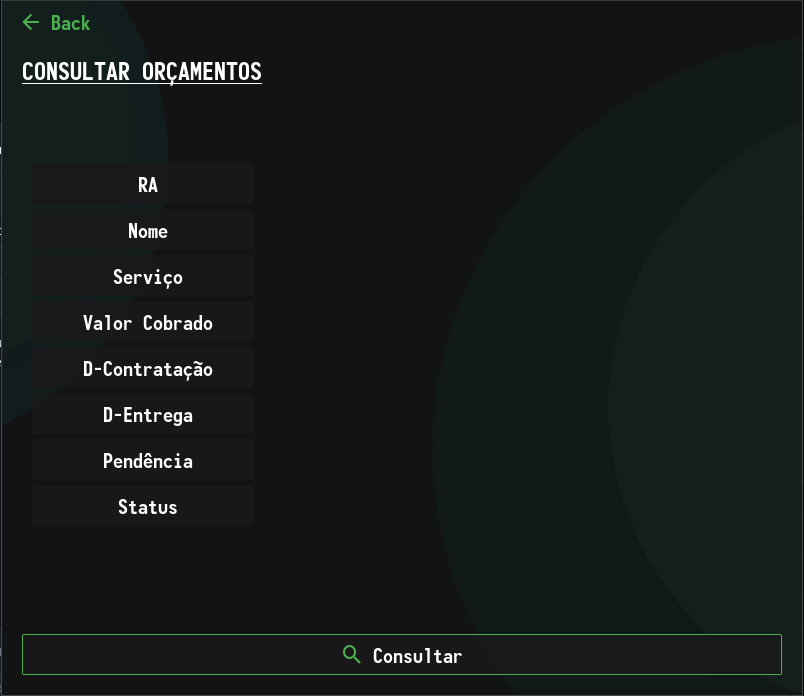 Back
CONSULTAR ORÇAMENTOS
RA
Nome
Serviço
Valor Cobrado
D-Contratação
D-Entrega
Pendência
Status
Consultar